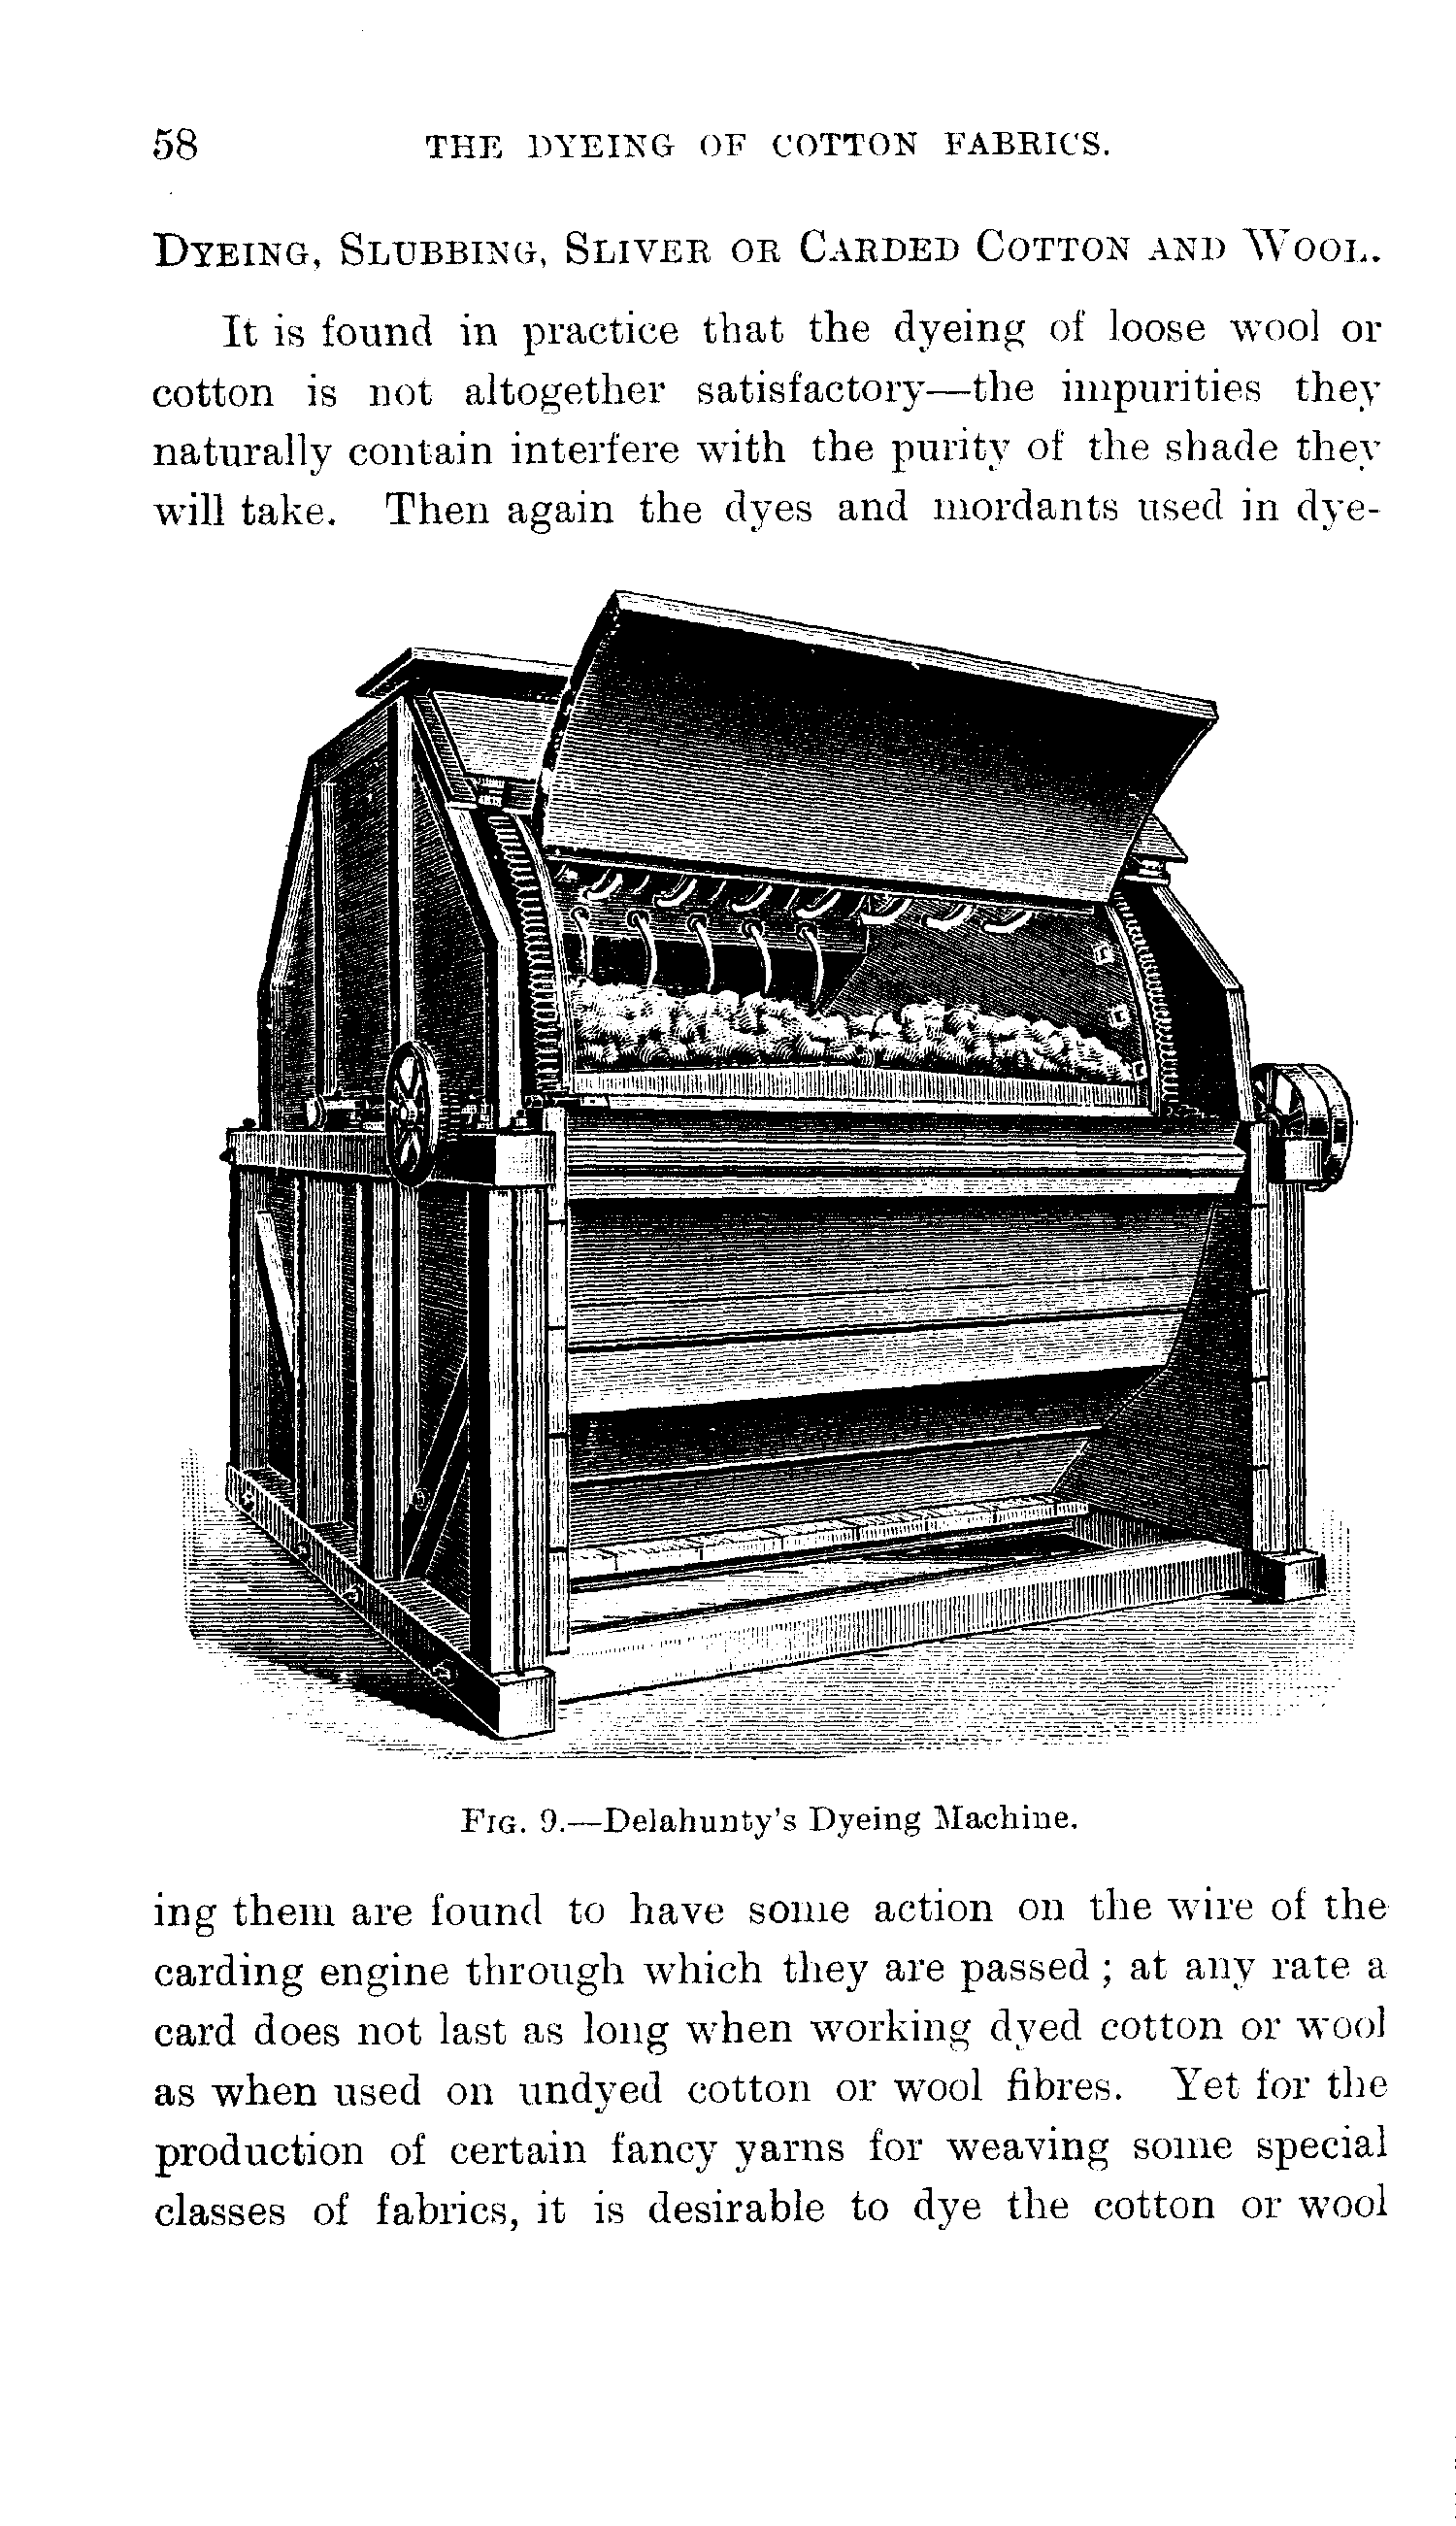 58 THE DYEING OF COTTON FABRICS.
DYEING, SLUBBING, SLIVER OR CARDED COTTON AND WOOL.
It is found in practice that the dyeing of loose wool or
cotton is not altogether satisfactory—the impurities they
naturally contain interfere with the purity of the shade they
will take. Then again the dyes and mordants used in dye-
FIG. 9.—Delahunty's Dyeing Machine.
ing them are found to have some action on the wire of the
carding engine through which they are passed; at any rate a
card does not last as long when working dyed cotton or wool
as when used on undyed cotton or wool fibres. Yet for the
production of certain fancy yarns for weaving some special
classes of fabrics, it is desirable to dye the cotton or wool